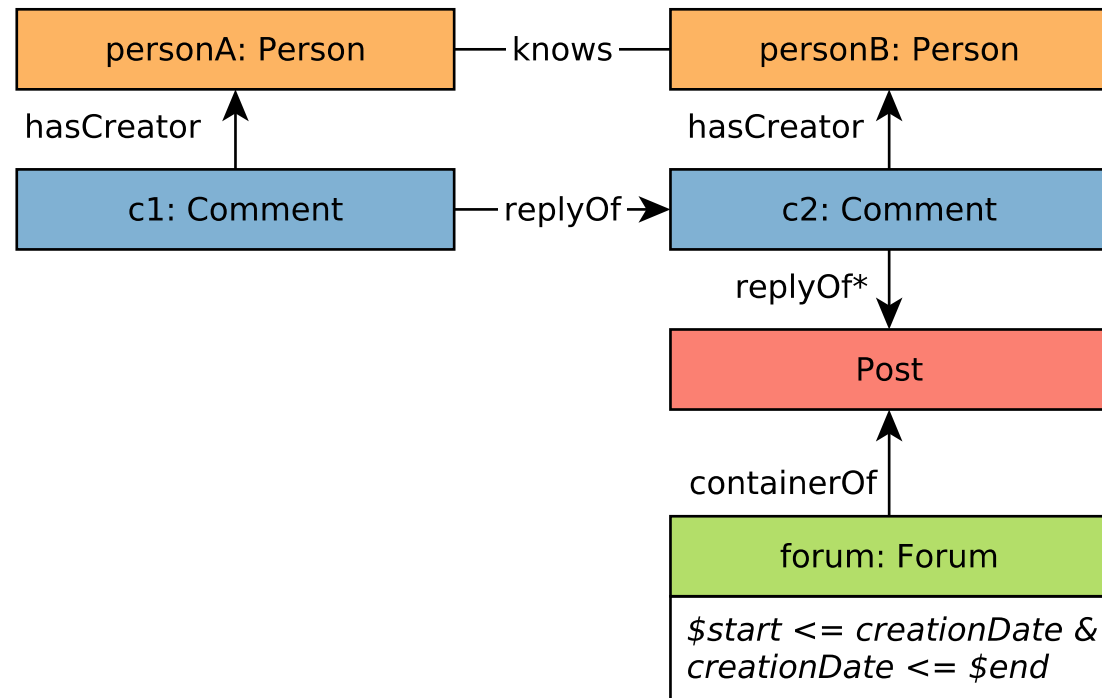 personA: Person
knows
personB: Person
hasCreator
hasCreator
c1: Comment
replyOf
c2: Comment
replyOf*
Post
containerOf
forum: Forum
$start <= creationDate &
creationDate <= $end